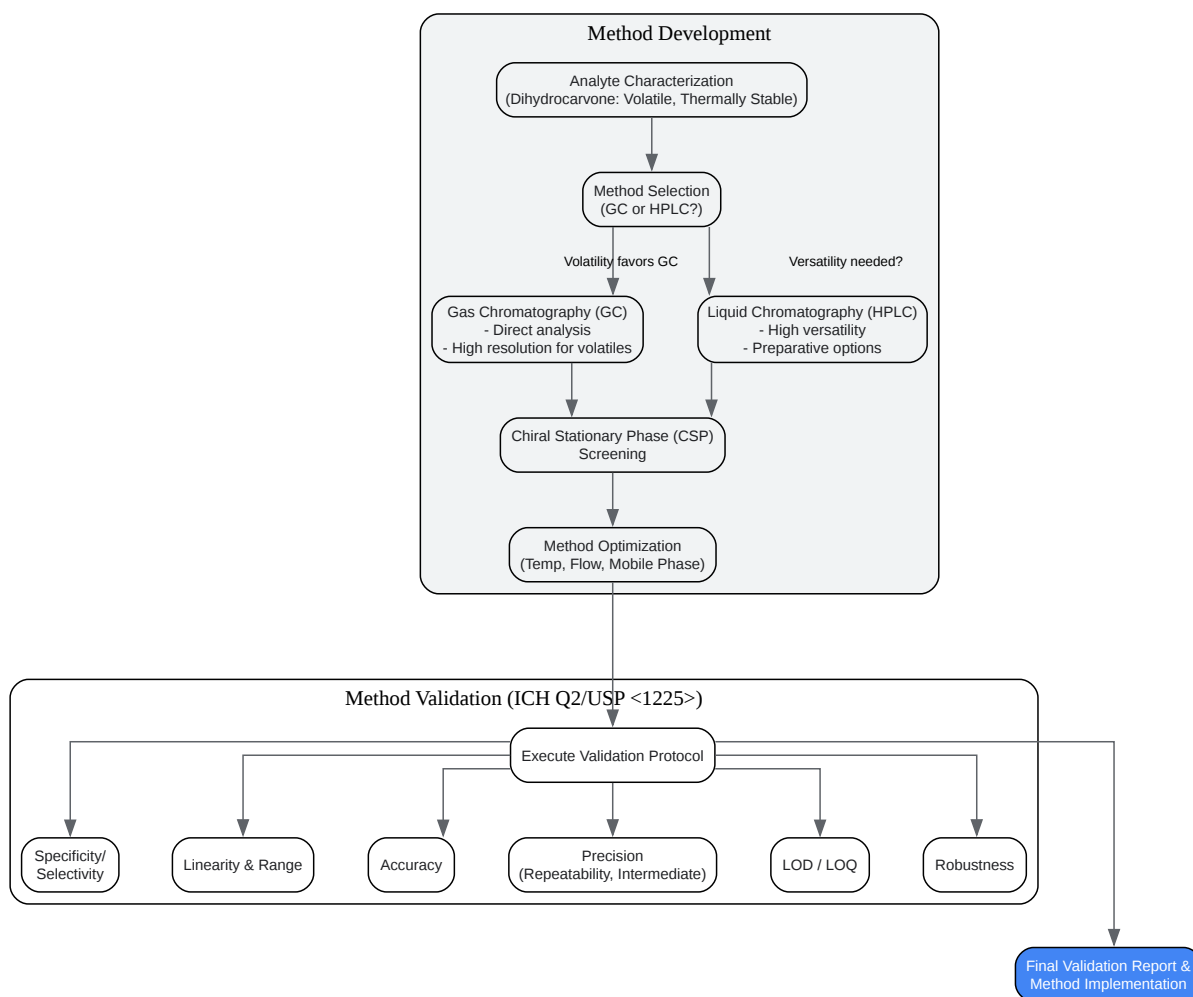 Method Development
Analyte Characterization
(Dihydrocarvone: Volatile, Thermally Stable)
Method Selection
(GC or HPLC?)
Volatility favors GC
Versatility needed?
Gas Chromatography (GC)
- Direct analysis
- High resolution for volatiles
Liquid Chromatography (HPLC)
- High versatility
- Preparative options
Chiral Stationary Phase (CSP)
Screening
Method Optimization
(Temp, Flow, Mobile Phase)
Method Validation (ICH Q2/USP <1225>)
Execute Validation Protocol
Specificity/
Selectivity
Linearity & Range
Accuracy
Precision
(Repeatability, Intermediate)
LOD / LOQ
Robustness
Final Validation Report &
Method Implementation